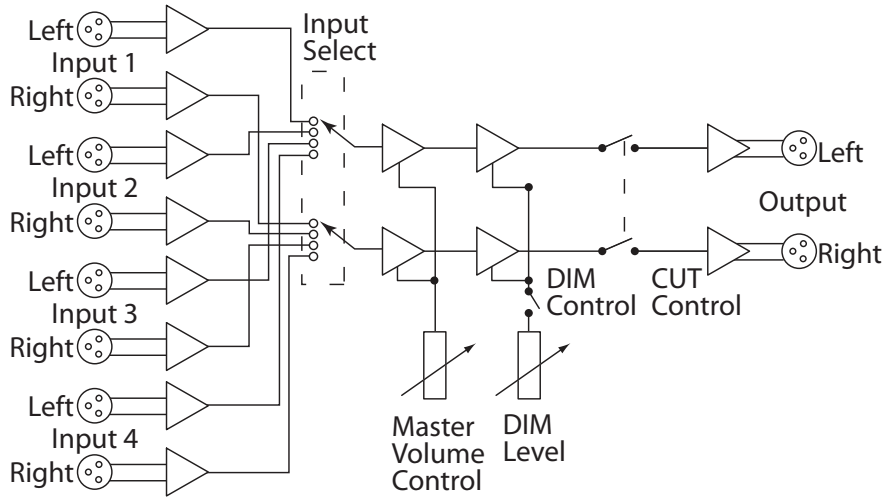 Left
Input 1
Right
Left
Input 2
Right
Left
Input 3
Right
Left
Input 4
Right
Input
Select
Master
Volume
Control
DIM
Level
DIM
Control
CUT
Control
Left
Output
Right